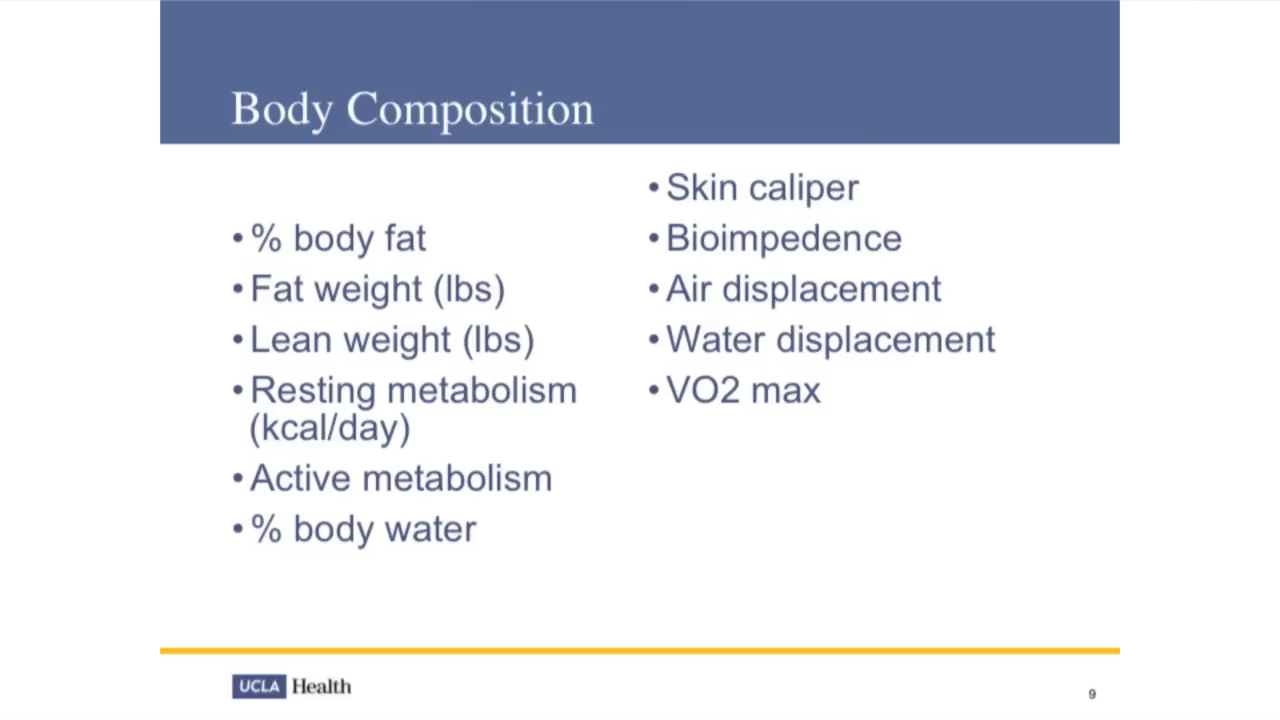 Body Composition
• % body fat
• Fat weight (lbs)
• Lean weight (lbs)
• Resting metabolism
(kcal/day)
• Active metabolism
• % body water
• Skin caliper
• Bioimpedence
• Air displacement
• Water displacement
• VO2 max
UCLA Health
9